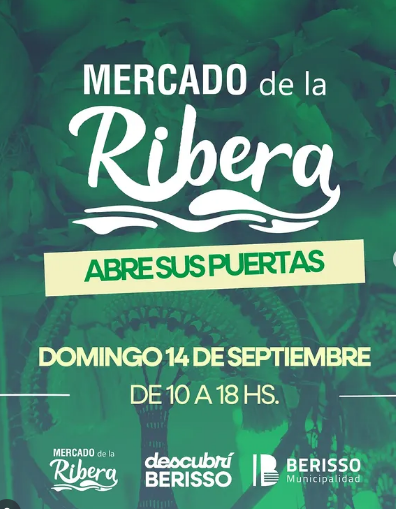 MERCADO de la
Ribera
ABRE SUS PUERTAS
DOMINGO 14 DE SEPTIEMBRE
DE 10 A 18 HS.
MERCADO de la
Ribera
descubrí
BERISSO
BERISSO
Municipalidad